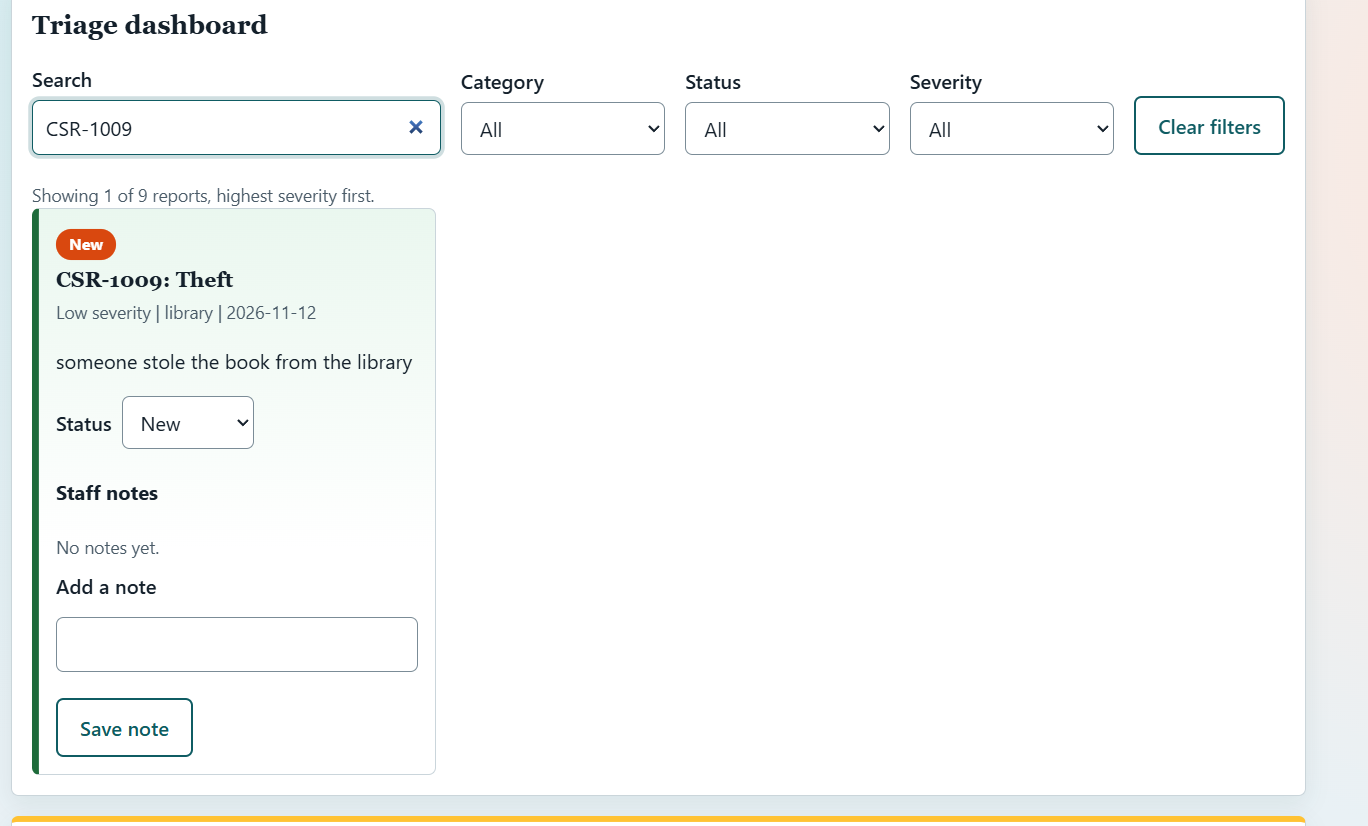 Triage dashboard
Search
Category
Status
Severity
CSR-1009
All
All
All
Clear filters
Showing 1 of 9 reports, highest severity first.
New
CSR-1009: Theft
Low severity | library | 2026-11-12
someone stole the book from the library
Status New
Staff notes
No notes yet.
Add a note
Save note